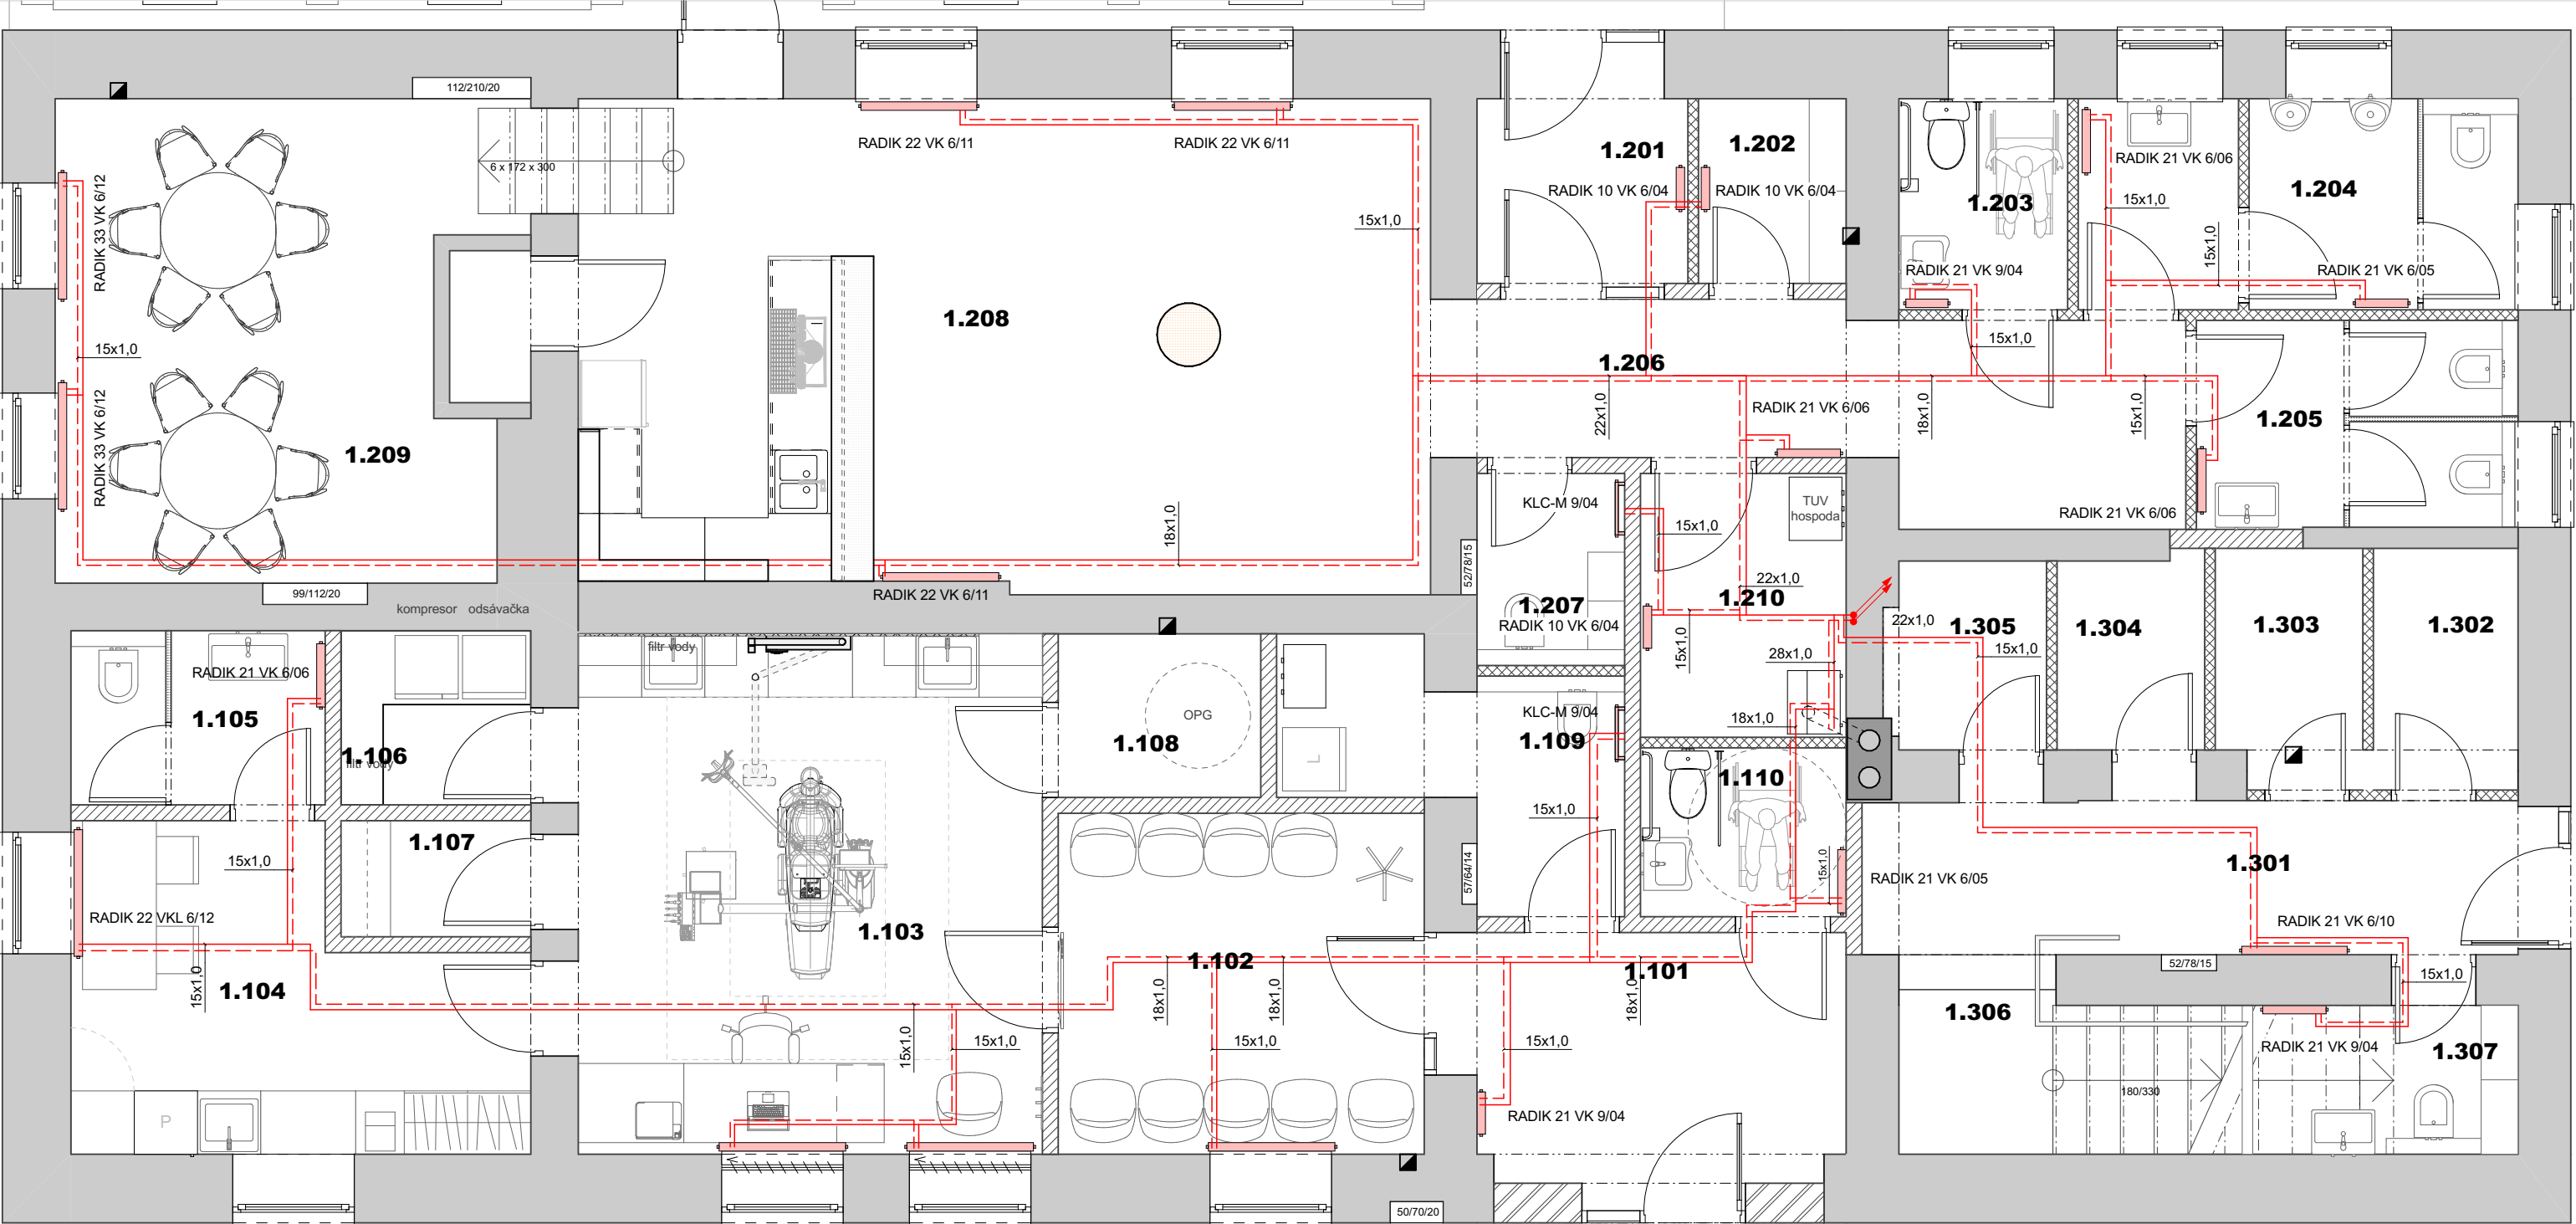 112/210/20
RADIK 22 VK 6/11
RADIK 22 VK 6/11
6 x 172 x 300
RADIK 33 VK 6/12
15x1,0
RADIK 33 VK 6/12
1.209
1.208
15x1,0
18x1,0
RADIK 22 VK 6/11
99/112/20
kompresor odsávačka
1.201
RADIK 10 VK 6/04
1.202
RADIK 10 VK 6/04
1.203
RADIK 21 VK 9/04
RADIK 21 VK 6/06
15x1,0
15x1,0
1.204
RADIK 21 VK 6/05
15x1,0
1.206
22x1,0
RADIK 21 VK 6/06
18x1,0
15x1,0
1.205
RADIK 21 VK 6/06
KLC-M 9/04
52/78/15
1.207
RADIK 10 VK 6/04
15x1,0
TUV
hospoda
22x1,0
1.210
15x1,0
28x1,0
18x1,0
22x1,0
1.305
15x1,0
1.304
1.303
1.302
RADIK 21 VK 6/06
1.105
1.106
filtr vody
1.107
filtr vody
OPG
1.108
L
KLC-M 9/04
1.109
15x1,0
57/64/14
1.110
15x1,0
RADIK 21 VK 6/05
1.301
RADIK 21 VK 6/10
52/78/15
15x1,0
15x1,0
RADIK 22 VKL 6/12
15x1,0
1.104
P
1.103
15x1,0
15x1,0
1.102
18x1,0
18x1,0
15x1,0
1.101
18x1,0
15x1,0
RADIK 21 VK 9/04
1.306
RADIK 21 VK 9/04
1.307
180/330
50/70/20